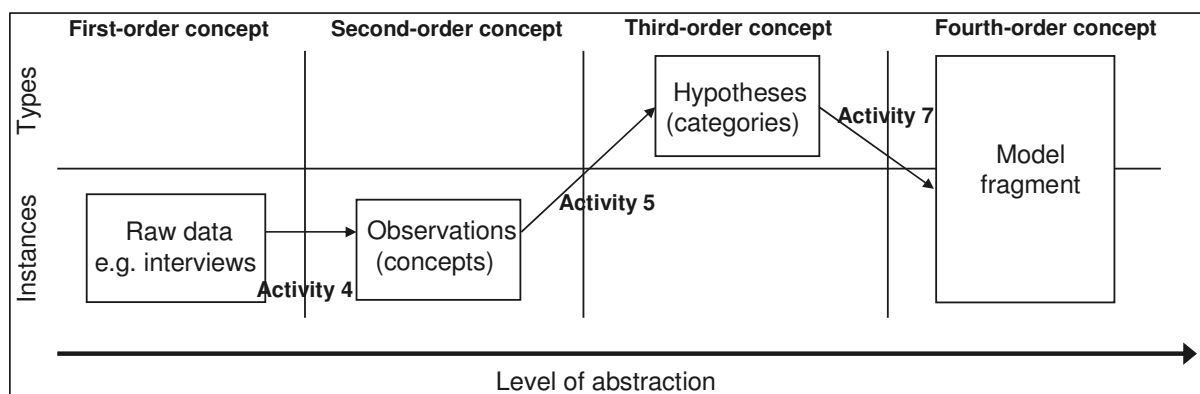 First-order concept
Second-order concept
Third-order concept
Fourth-order concept
Types
Hypotheses
(categories)
Activity 7
Model
fragment
Instances
Raw data
e.g. interviews
Activity 4
Observations
(concepts)
Activity 5
Level of abstraction